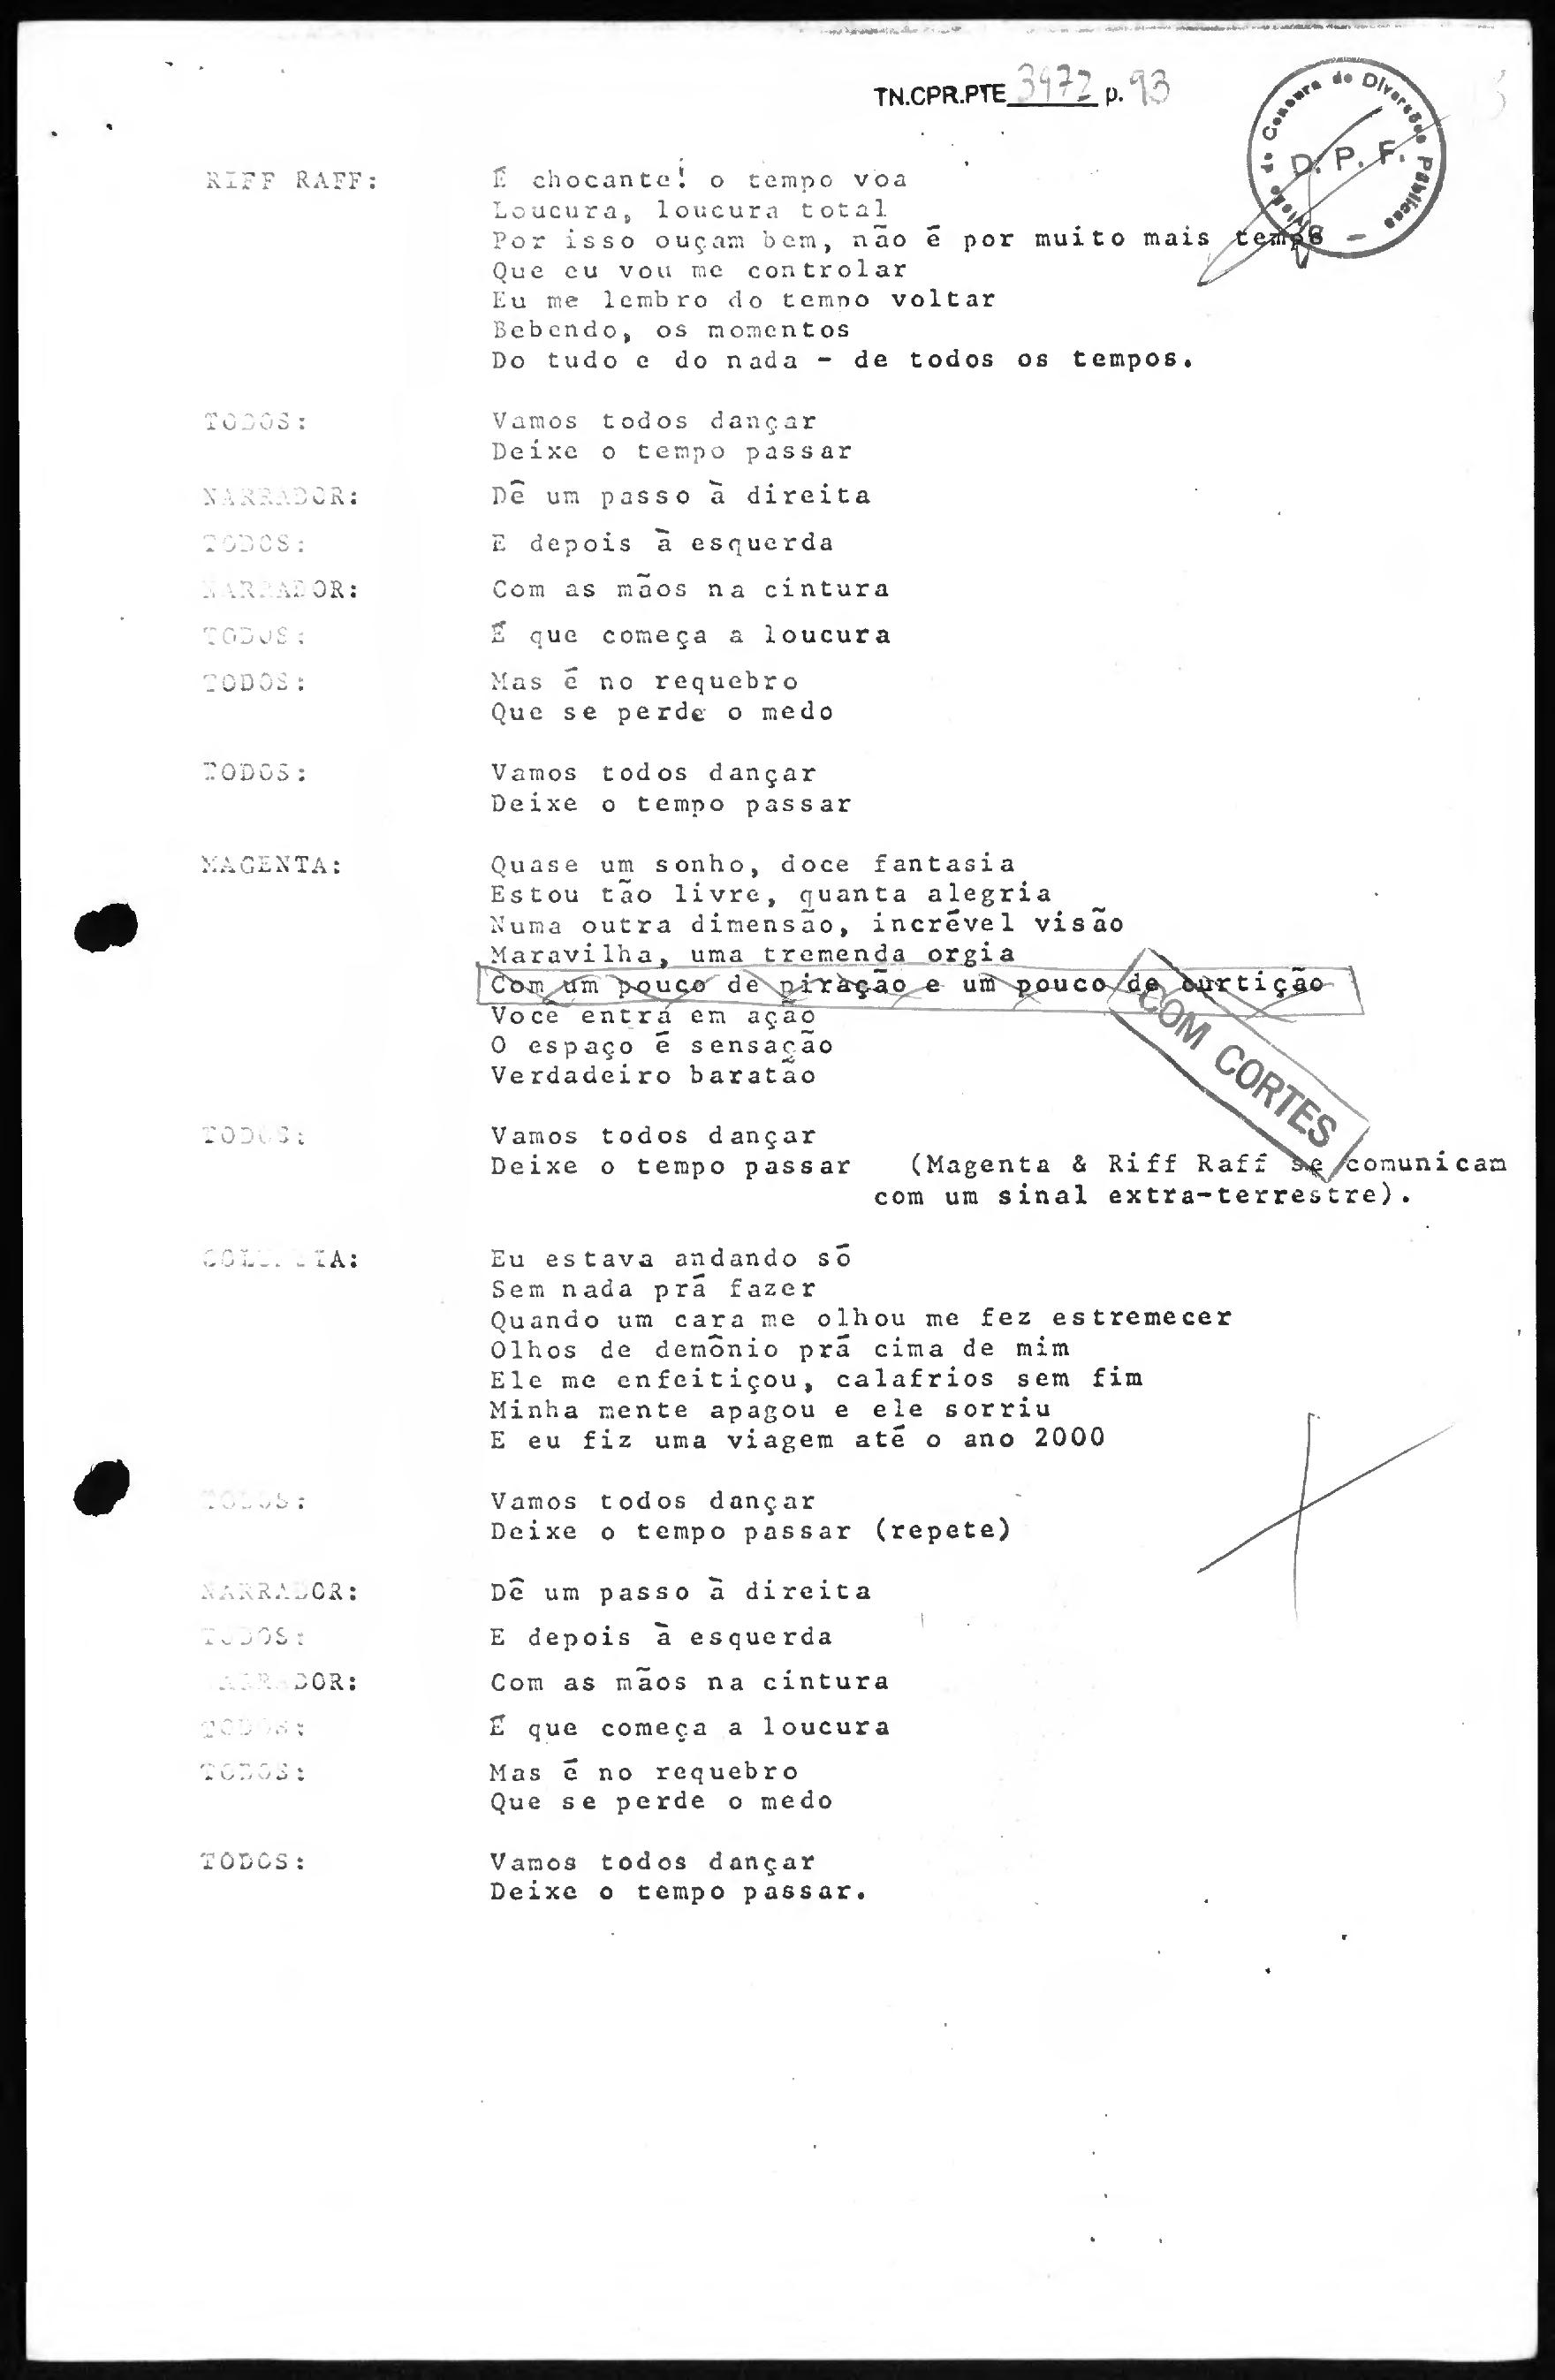 TN.CPR.PTE 3972 p. 93
Divisão de Censura de Diversões Públicas
D. P. F.
RIFF RAFF: É chocante! o tempo voa
Loucura, loucura total
Por isso ouçam bem, não é por muito mais tempo
Que eu vou me controlar
Eu me lembro do tempo voltar
Bebendo, os momentos
Do tudo e do nada - de todos os tempos.
TODOS: Vamos todos dançar
Deixe o tempo passar
NARRADOR: Dê um passo à direita
TODOS: E depois à esquerda
NARRADOR: Com as mãos na cintura
TODOS: É que começa a loucura
TODOS: Mas é no requebro
Que se perde o medo
TODOS: Vamos todos dançar
Deixe o tempo passar
MAGENTA: Quase um sonho, doce fantasia
Estou tão livre, quanta alegria
Numa outra dimensão, incrével visão
Maravilha, uma tremenda orgia
Com um pouco de piração e um pouco de curtição
Você entra em ação
O espaço é sensação
Verdadeiro baratão
COM CORTES
TODOS: Vamos todos dançar
Deixe o tempo passar (Magenta & Riff Raff se comunicam
com um sinal extra-terrestre).
COLUMBIA: Eu estava andando só
Sem nada prá fazer
Quando um cara me olhou me fez estremecer
Olhos de demônio prá cima de mim
Ele me enfeitiçou, calafrios sem fim
Minha mente apagou e ele sorriu
E eu fiz uma viagem até o ano 2000
TODOS: Vamos todos dançar
Deixe o tempo passar (repete)
NARRADOR: Dê um passo à direita
TODOS: E depois à esquerda
NARRADOR: Com as mãos na cintura
TODOS: É que começa a loucura
TODOS: Mas é no requebro
Que se perde o medo
TODOS: Vamos todos dançar
Deixe o tempo passar.